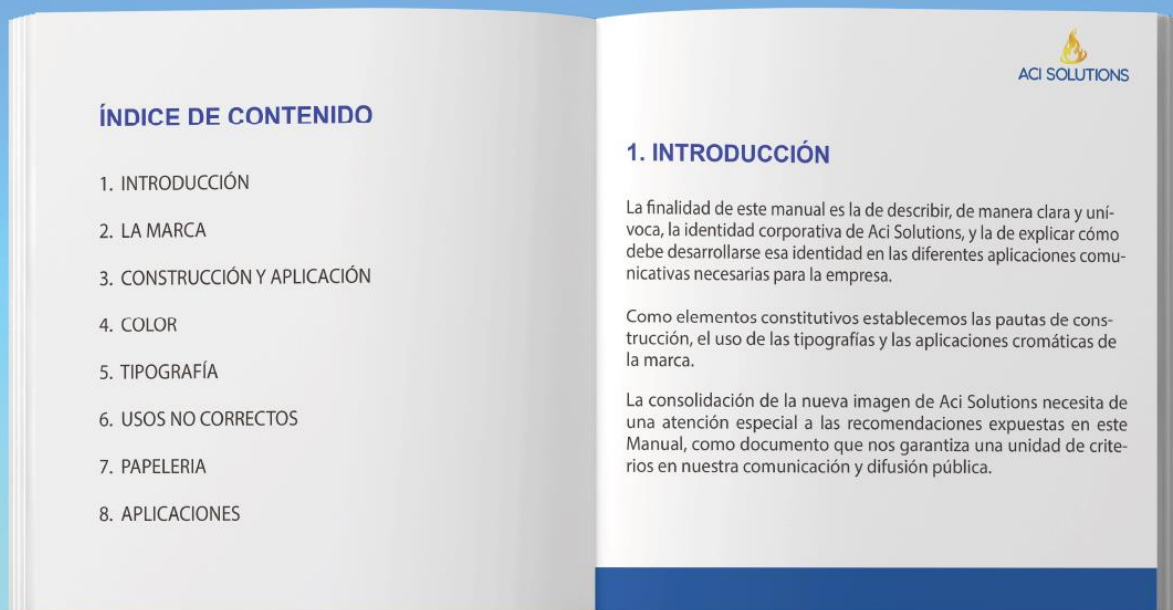 ÍNDICE DE CONTENIDO
1. INTRODUCCIÓN
2. LA MARCA
3. CONSTRUCCIÓN Y APLICACIÓN
4. COLOR
5. TIPOGRAFÍA
6. USOS NO CORRECTOS
7. PAPELERIA
8. APLICACIONES
ACI SOLUTIONS
1. INTRODUCCIÓN
La finalidad de este manual es la de describir, de manera clara y uní-
voca, la identidad corporativa de Aci Solutions, y la de explicar cómo
debe desarrollarse esa identidad en las diferentes aplicaciones comu-
nicativas necesarias para la empresa.
Como elementos constitutivos establecemos las pautas de cons-
trucción, el uso de las tipografías y las aplicaciones cromáticas de
la marca.
La consolidación de la nueva imagen de Aci Solutions necesita de
una atención especial a las recomendaciones expuestas en este
Manual, como documento que nos garantiza una unidad de crite-
rios en nuestra comunicación y difusión pública.